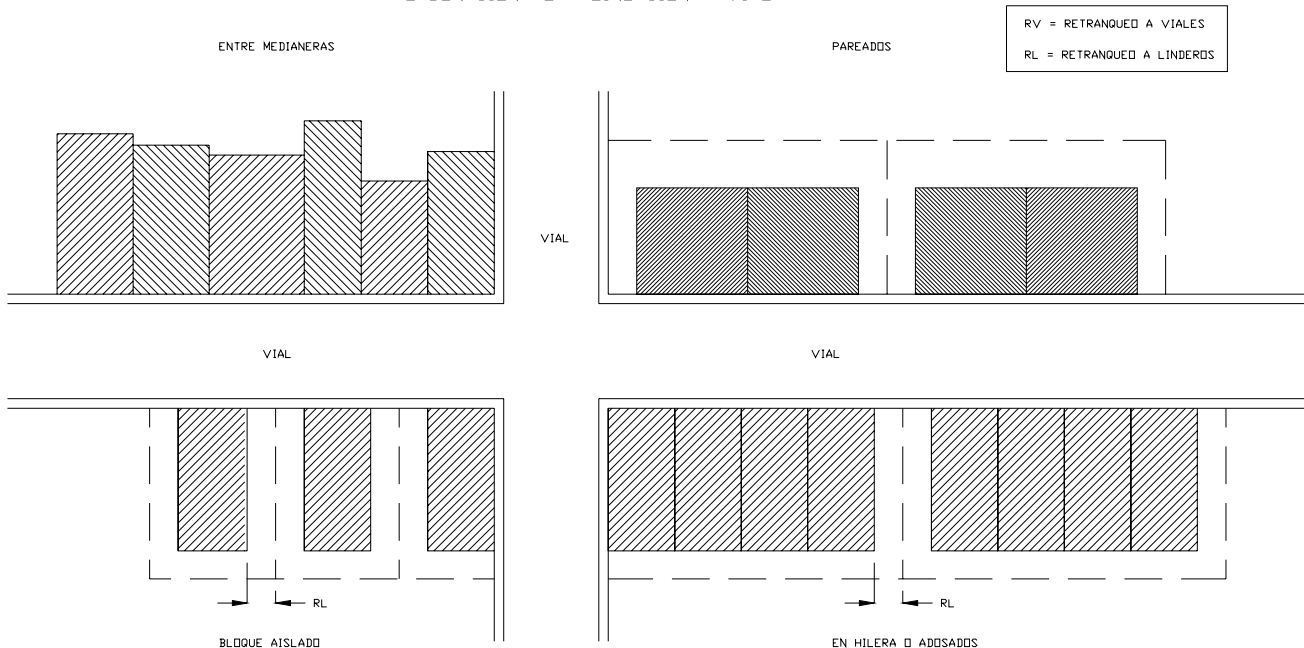 RV = RETRANQUEO A VIALES
RL = RETRANQUEO A LINDEROS
ENTRE MEDIANERAS
PAREADOS
VIAL
VIAL
VIAL
RL
RL
BLOQUE AISLADO
EN HILERA O ADOSADOS